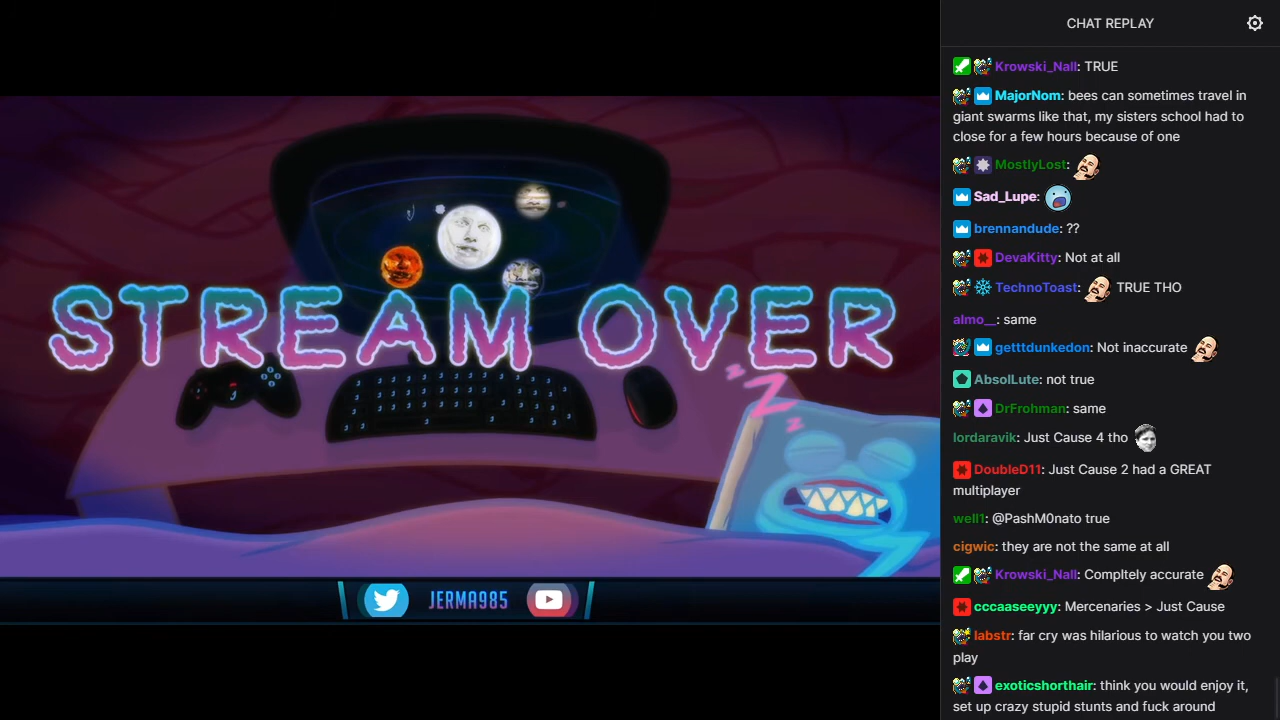 CHAT REPLAY
Krowski_Nall: TRUE
MajorNom: bees can sometimes travel in
giant swarms like that, my sisters school had to
close for a few hours because of one
MostlyLost:
Sad_Lupe:
brennandude: ??
DevaKitty: Not at all
TechnoToast: TRUE THO
almo__: same
getttdunkedon: Not inaccurate
AbsolLute: not true
DrFrohman: same
lordaravik: Just Cause 4 tho
DoubleD11: Just Cause 2 had a GREAT
multiplayer
well1: @PashM0nato true
cigwic: they are not the same at all
Krowski_Nall: Compltely accurate
cccaaseeyyy: Mercenaries > Just Cause
labstr: far cry was hilarious to watch you two
play
exoticshorthair: think you would enjoy it,
set up crazy stupid stunts and fuck around
STREAM OVER
z
Z
z
JERMA985